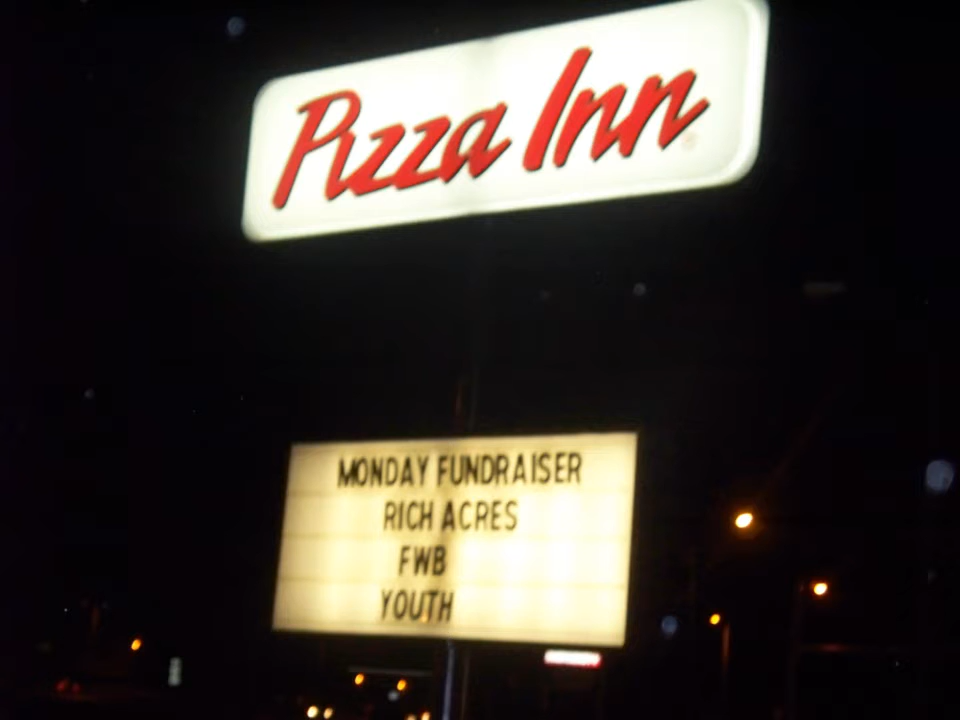 Pizza Inn
MONDAY FUNDRAISER
RICH ACRES
FWB
YOUTH